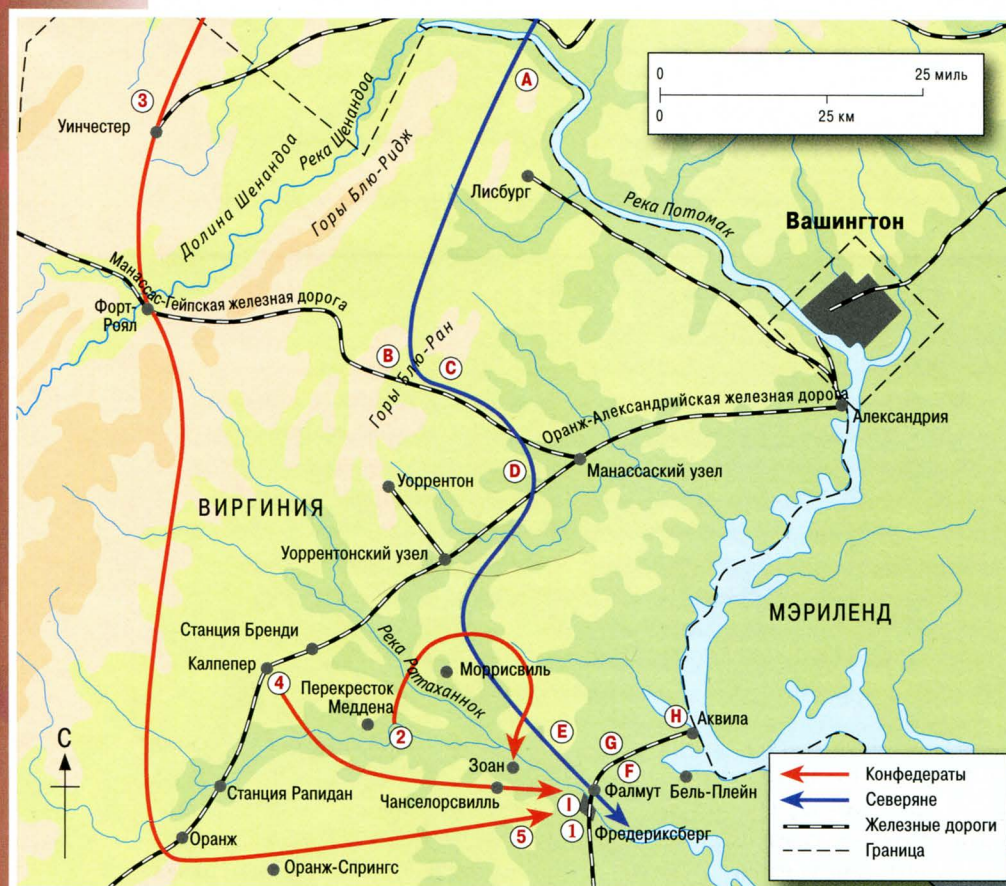 0
25 миль
25 км
A
3
Уинчестер
Река Шенандоа
Долина Шенандоа
Горы Блю-Ридж
Лисбург
Река Потомак
Вашингтон
Манассас-Гейпская железная дорога
Форт-
Роял
B
C
Горы Блю-Ран
Оранж-Александрийская железная дорога
Александрия
D
Манассаский узел
Уоррентон
ВИРГИНИЯ
Уоррентонский узел
МЭРИЛЕНД
Станция Бренди
Калпепер
Река Раппаханнок
Моррисвиль
4
Перекресток
Меддена
2
E
G
H
Аквила
С
Зоан
F
Станция Рапидан
Чанселорсвилль
Фалмут
Бель-Плейн
I
1
5
Фредериксберг
Оранж
Оранж-Спрингс
Конфедераты
Северяне
Железные дороги
Граница